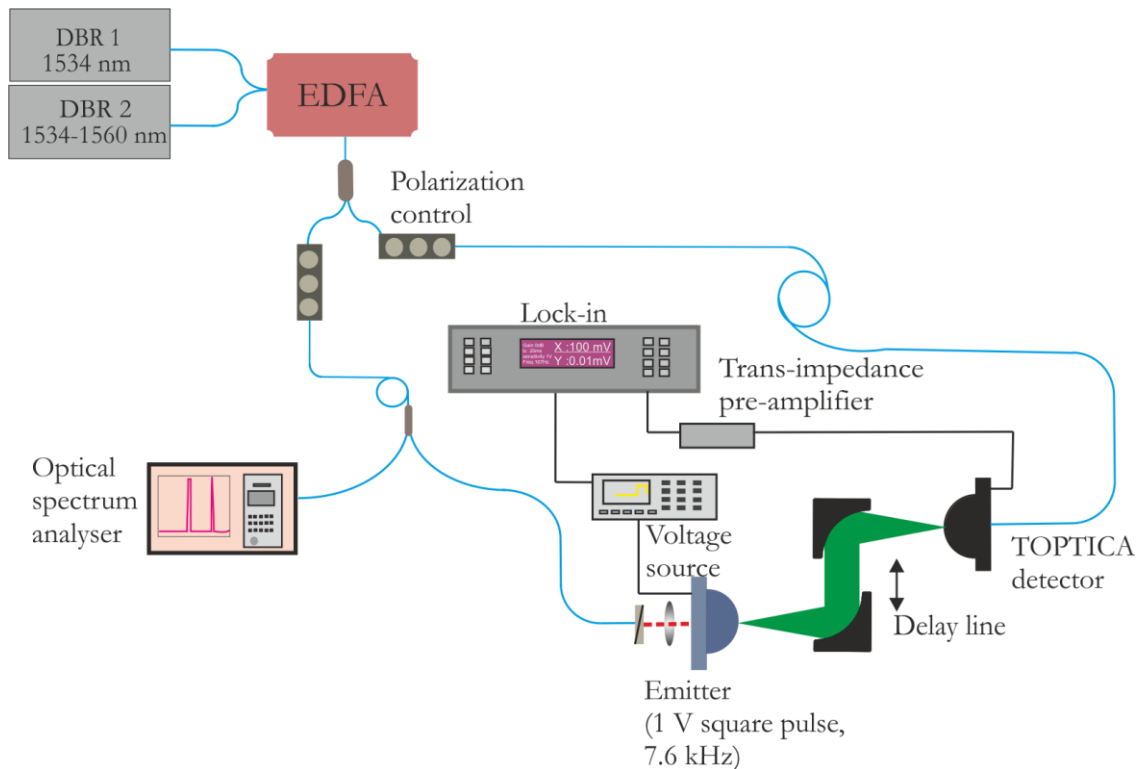 DBR 1
1534 nm
DBR 2
1534-1560 nm
EDFA
Polarization
control
Lock-in
X :100 mV
Y :0.01mV
Trans-impedance
pre-amplifier
Optical
spectrum
analyser
Voltage
source
TOPTICA
detector
Delay line
Emitter
(1 V square pulse,
7.6 kHz)